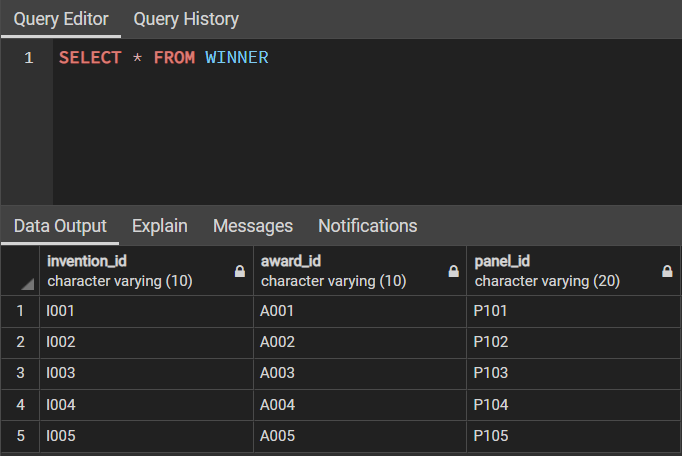 Query Editor Query History
1 SELECT * FROM WINNER
Data Output Explain Messages Notifications
invention_id award_id panel_id
character varying (10) character varying (10) character varying (20)
1 I001 A001 P101
2 I002 A002 P102
3 I003 A003 P103
4 I004 A004 P104
5 I005 A005 P105